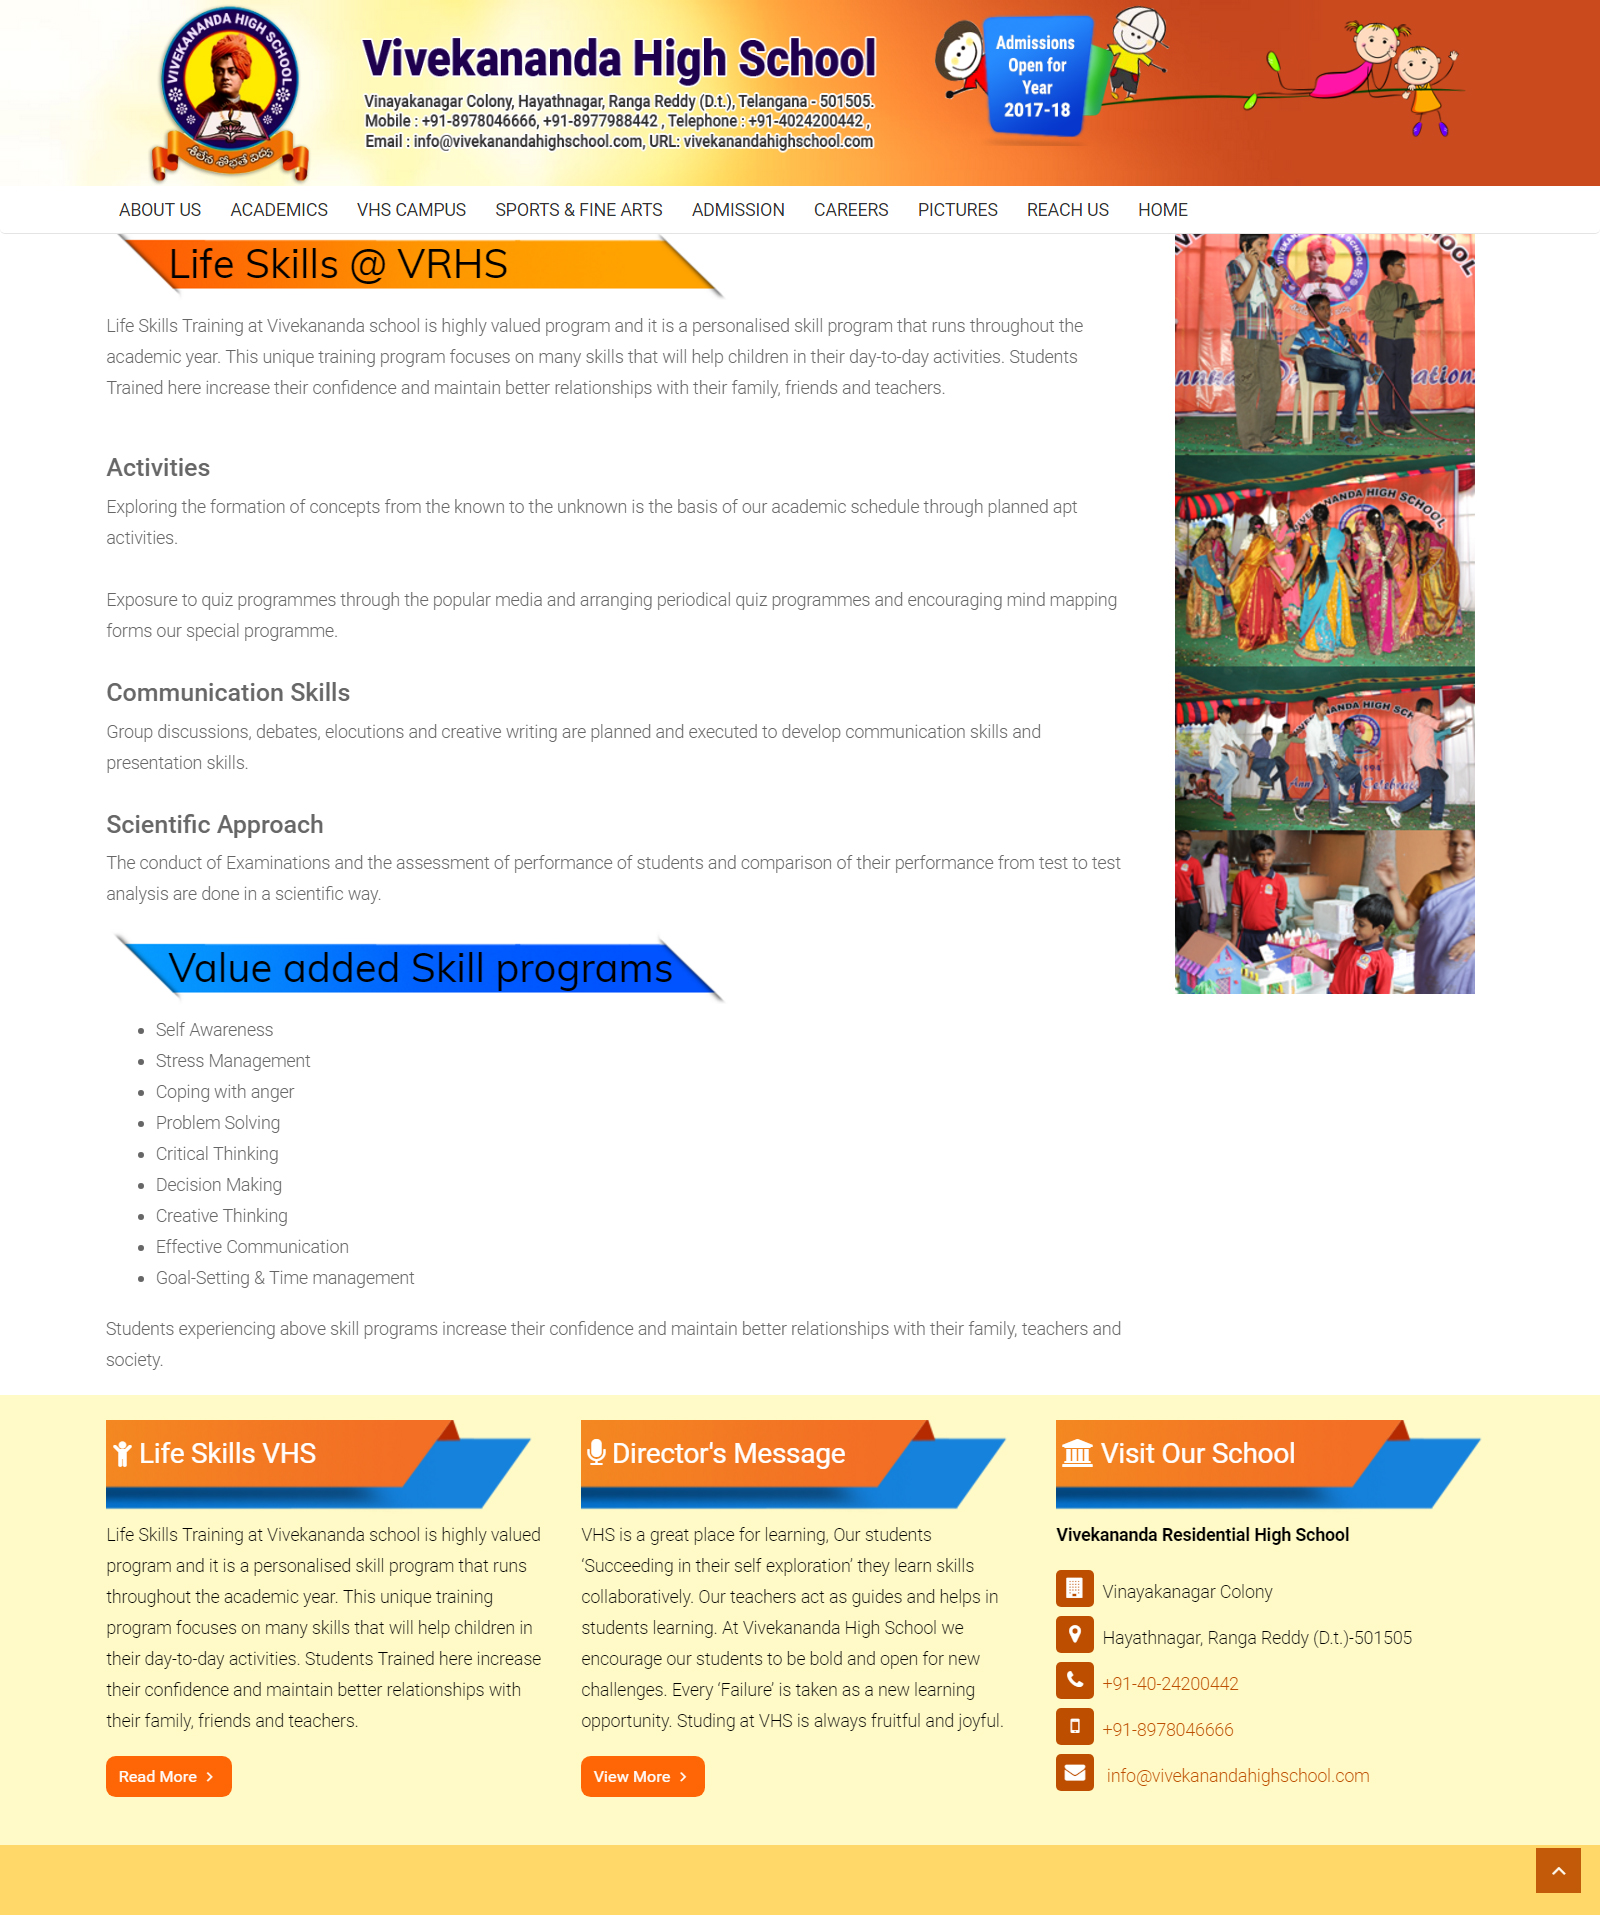 VIVEKANANDA HIGH SCHOOL
శీలేన శోభతే విద్య
Vivekananda High School
Vinayakanagar Colony, Hayathnagar, Ranga Reddy (D.t.), Telangana - 501505.
Mobile : +91-8978046666, +91-8977988442 , Telephone : +91-4024200442 ,
Email : info@vivekanandahighschool.com, URL: vivekanandahighschool.com
Admissions
Open for
Year
2017-18
ABOUT US ACADEMICS VHS CAMPUS SPORTS & FINE ARTS ADMISSION CAREERS PICTURES REACH US HOME
Life Skills @ VRHS
Life Skills Training at Vivekananda school is highly valued program and it is a personalised skill program that runs throughout the
academic year. This unique training program focuses on many skills that will help children in their day-to-day activities. Students
Trained here increase their confidence and maintain better relationships with their family, friends and teachers.
Activities
Exploring the formation of concepts from the known to the unknown is the basis of our academic schedule through planned apt
activities.
Exposure to quiz programmes through the popular media and arranging periodical quiz programmes and encouraging mind mapping
forms our special programme.
Communication Skills
Group discussions, debates, elocutions and creative writing are planned and executed to develop communication skills and
presentation skills.
Scientific Approach
The conduct of Examinations and the assessment of performance of students and comparison of their performance from test to test
analysis are done in a scientific way.
Value added Skill programs
• Self Awareness
• Stress Management
• Coping with anger
• Problem Solving
• Critical Thinking
• Decision Making
• Creative Thinking
• Effective Communication
• Goal-Setting & Time management
Students experiencing above skill programs increase their confidence and maintain better relationships with their family, teachers and
society.
Life Skills VHS
Life Skills Training at Vivekananda school is highly valued
program and it is a personalised skill program that runs
throughout the academic year. This unique training
program focuses on many skills that will help children in
their day-to-day activities. Students Trained here increase
their confidence and maintain better relationships with
their family, friends and teachers.
Read More
Director's Message
VHS is a great place for learning, Our students
‘Succeeding in their self exploration’ they learn skills
collaboratively. Our teachers act as guides and helps in
students learning. At Vivekananda High School we
encourage our students to be bold and open for new
challenges. Every ‘Failure’ is taken as a new learning
opportunity. Studing at VHS is always fruitful and joyful.
View More
Visit Our School
Vivekananda Residential High School
Vinayakanagar Colony
Hayathnagar, Ranga Reddy (D.t.)-501505
+91-40-24200442
+91-8978046666
info@vivekanandahighschool.com